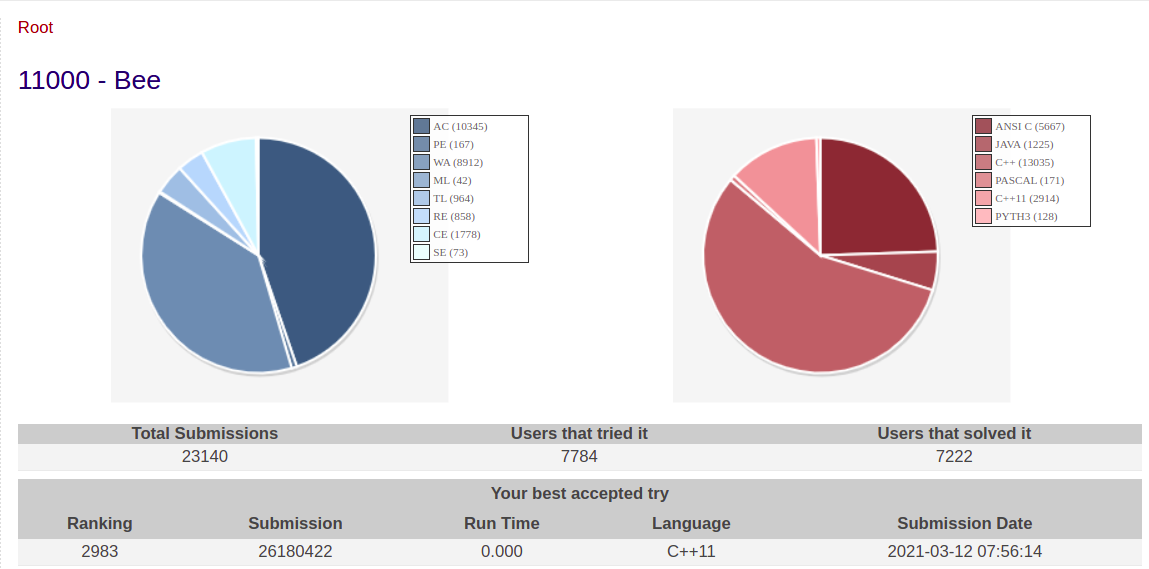 Root
11000 - Bee
AC (10345)
PE (167)
WA (8912)
ML (42)
TL (964)
RE (858)
CE (1778)
SE (73)
ANSI C (5667)
JAVA (1225)
C++ (13035)
PASCAL (171)
C++11 (2914)
PYTH3 (128)
Total Submissions Users that tried it Users that solved it
23140 7784 7222
Your best accepted try
Ranking Submission Run Time Language Submission Date
2983 26180422 0.000 C++11 2021-03-12 07:56:14